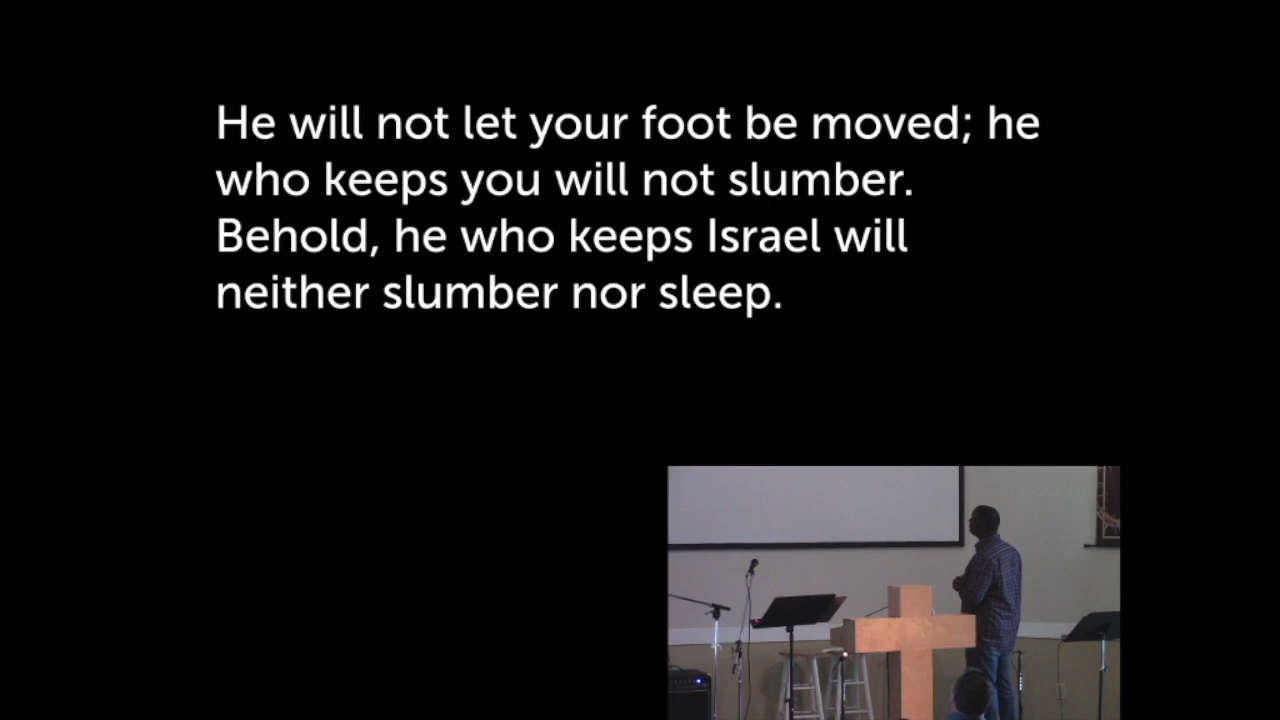 He will not let your foot be moved; he
who keeps you will not slumber.
Behold, he who keeps Israel will
neither slumber nor sleep.